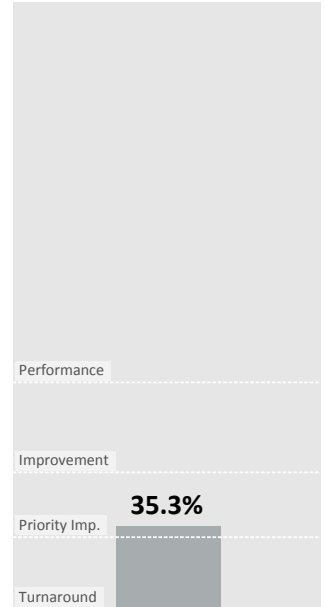 Performance
Improvement
35.3%
Priority Imp.
Turnaround